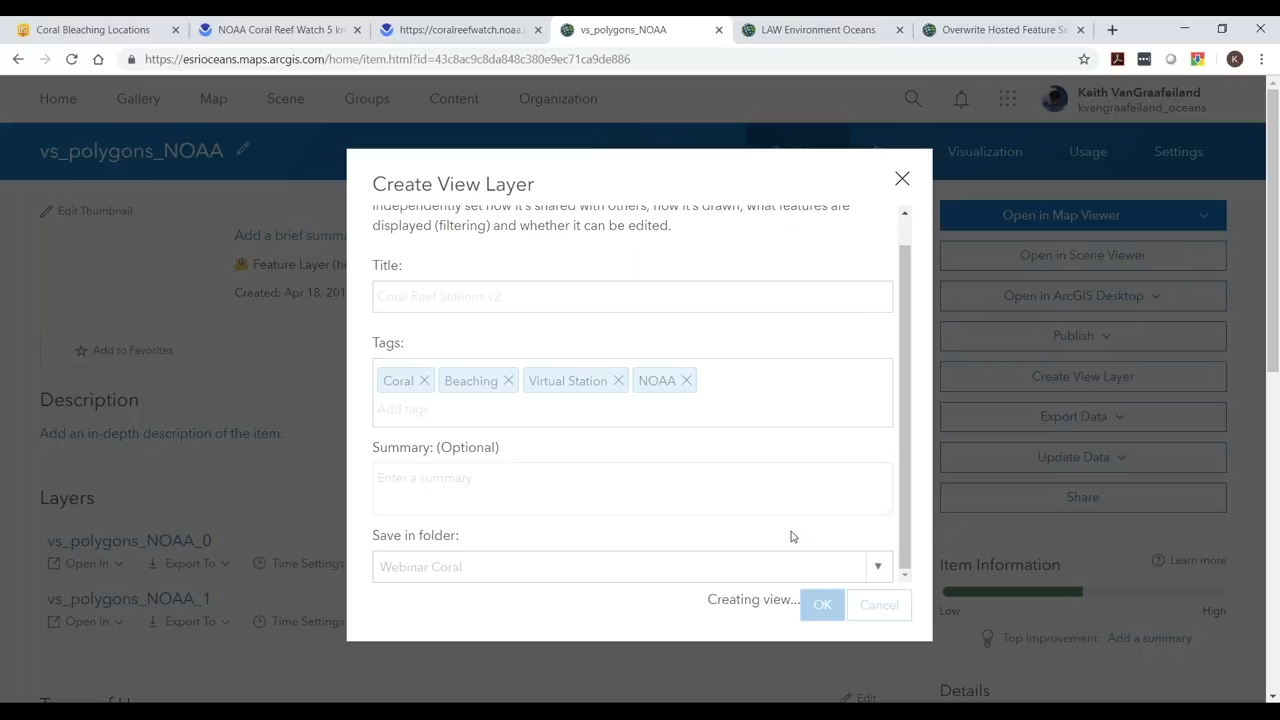 Coral Bleaching Locations
NOAA Coral Reef Watch 5 km
https://coralreefwatch.noaa.g
vs_polygons_NOAA
LAW Environment Oceans
Overwrite Hosted Feature Se
https://esrioceans.maps.arcgis.com/home/item.html?id=43c8ac9c8da848c380e9ec71ca9de886
K
Home
Gallery
Map
Scene
Groups
Content
Organization
Keith VanGraafeiland
kvangraafeiland_oceans
vs_polygons_NOAA
Visualization
Usage
Settings
Edit Thumbnail
Add a brief summa
Feature Layer (ho
Created: Apr 18, 201
Add to Favorites
Description
Add an in-depth description of the item.
Layers
vs_polygons_NOAA_0
Open In
Export To
Time Settings
vs_polygons_NOAA_1
Open In
Export To
Time Settings
Create View Layer
independently set how it's shared with others, how it's drawn, what features are
displayed (filtering) and whether it can be edited.
Title:
Coral Reef Stations v2
Tags:
Coral
Beaching
Virtual Station
NOAA
Add tags
Summary: (Optional)
Enter a summary
Save in folder:
Webinar Coral
Creating view...
OK
Cancel
Open in Map Viewer
Open in Scene Viewer
Open in ArcGIS Desktop
Publish
Create View Layer
Export Data
Update Data
Share
Item Information
Learn more
Low
High
Top Improvement: Add a summary
Details
Edit